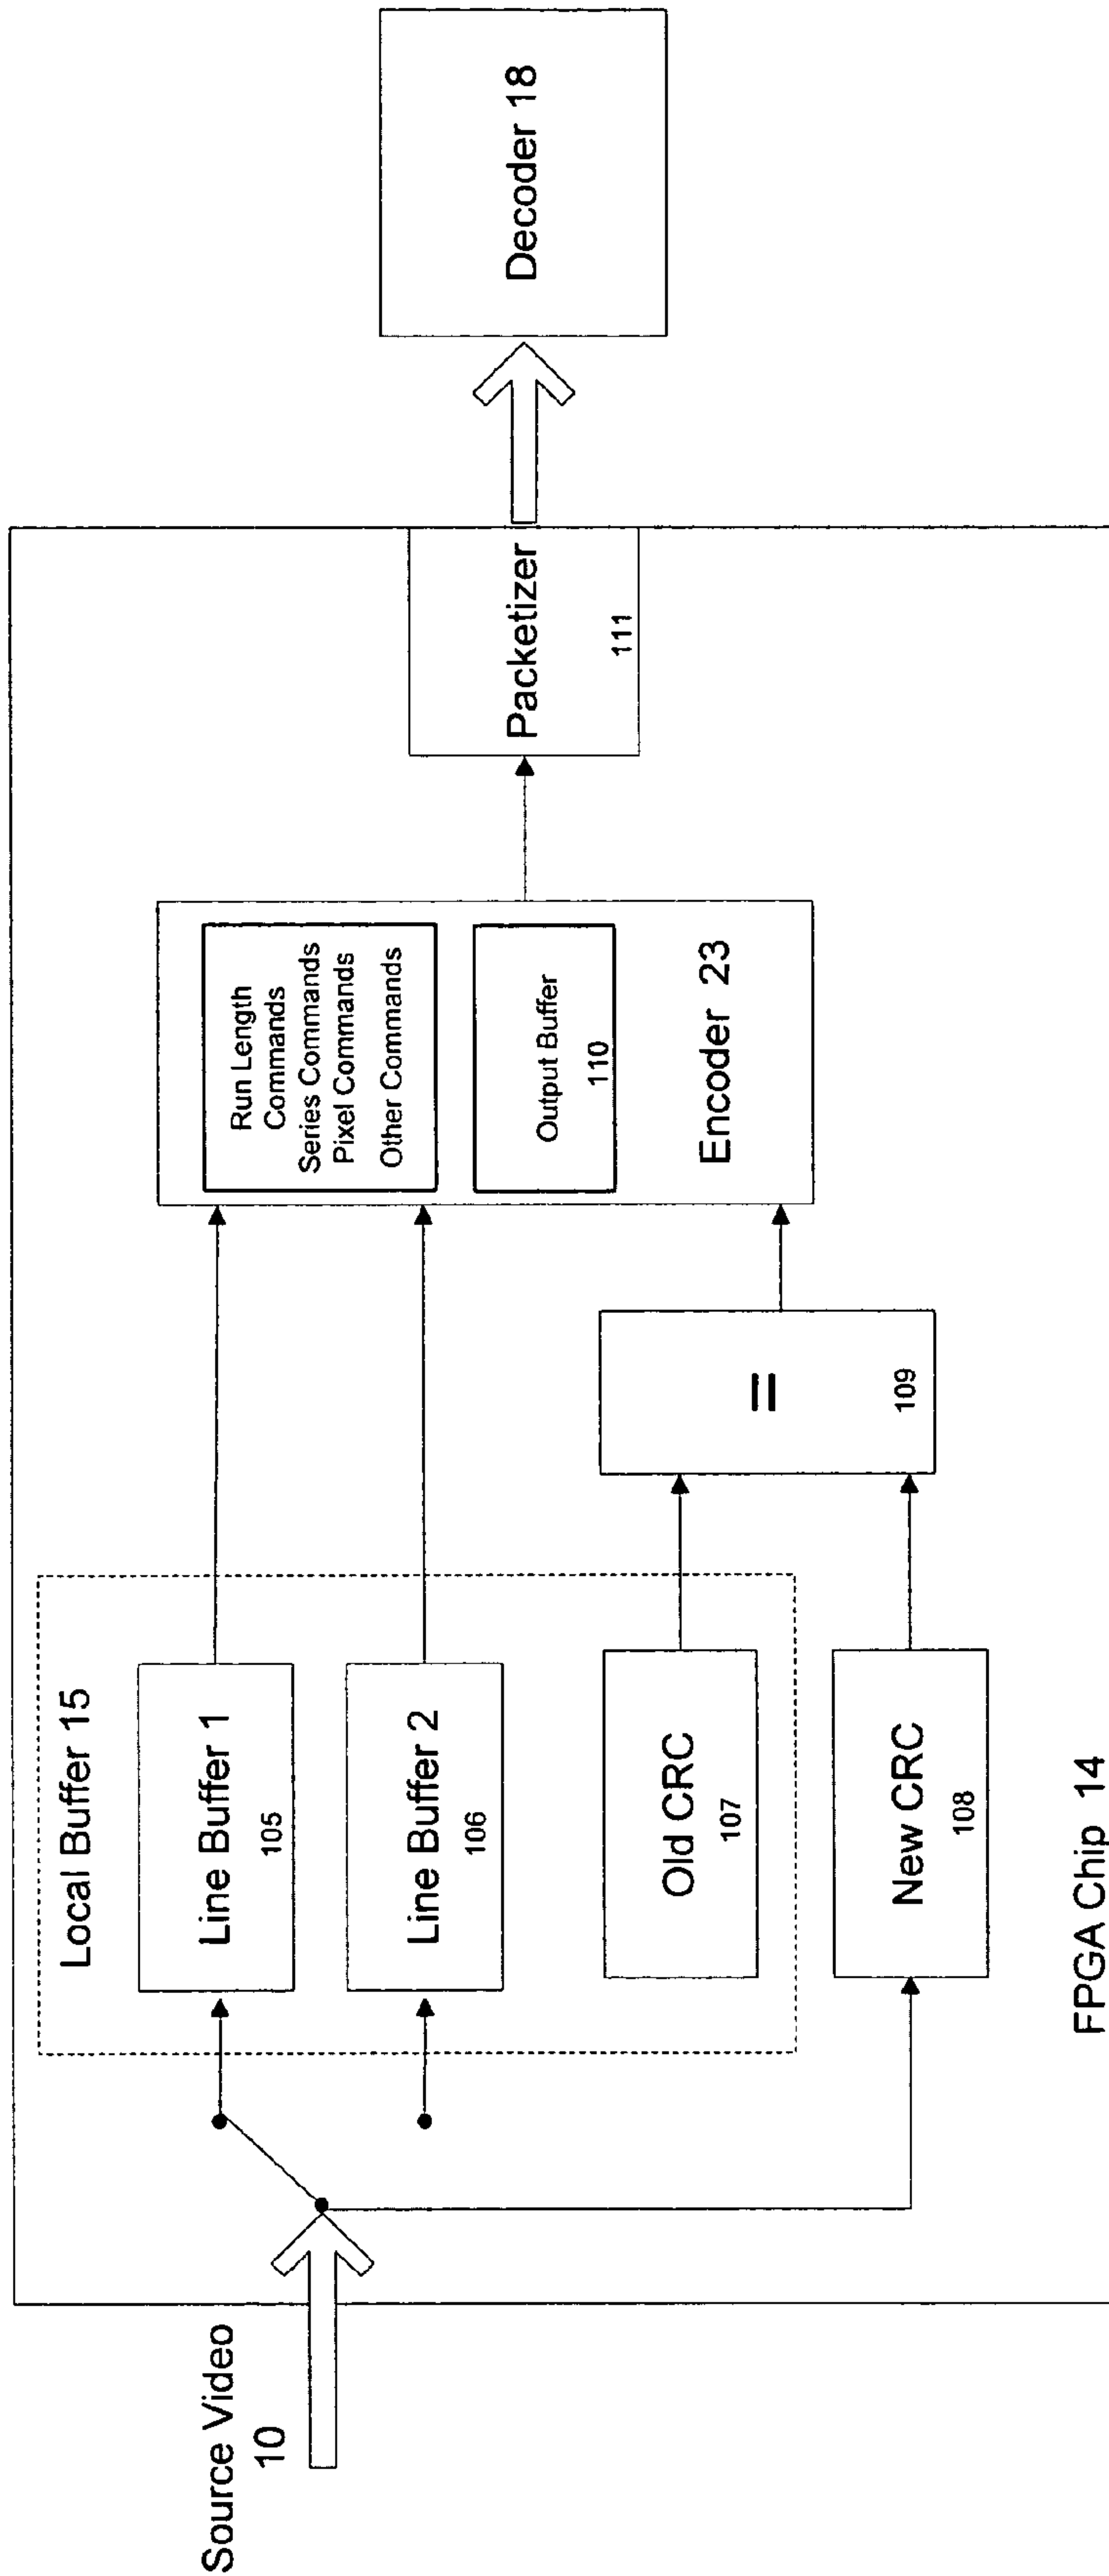 Source Video
10
Local Buffer 15
Line Buffer 1
105
Line Buffer 2
106
Old CRC
107
New CRC
108
=
109
Run Length
Commands
Series Commands
Pixel Commands
Other Commands
Output Buffer
110
Encoder 23
Packetizer
111
Decoder 18
FPGA Chip 14